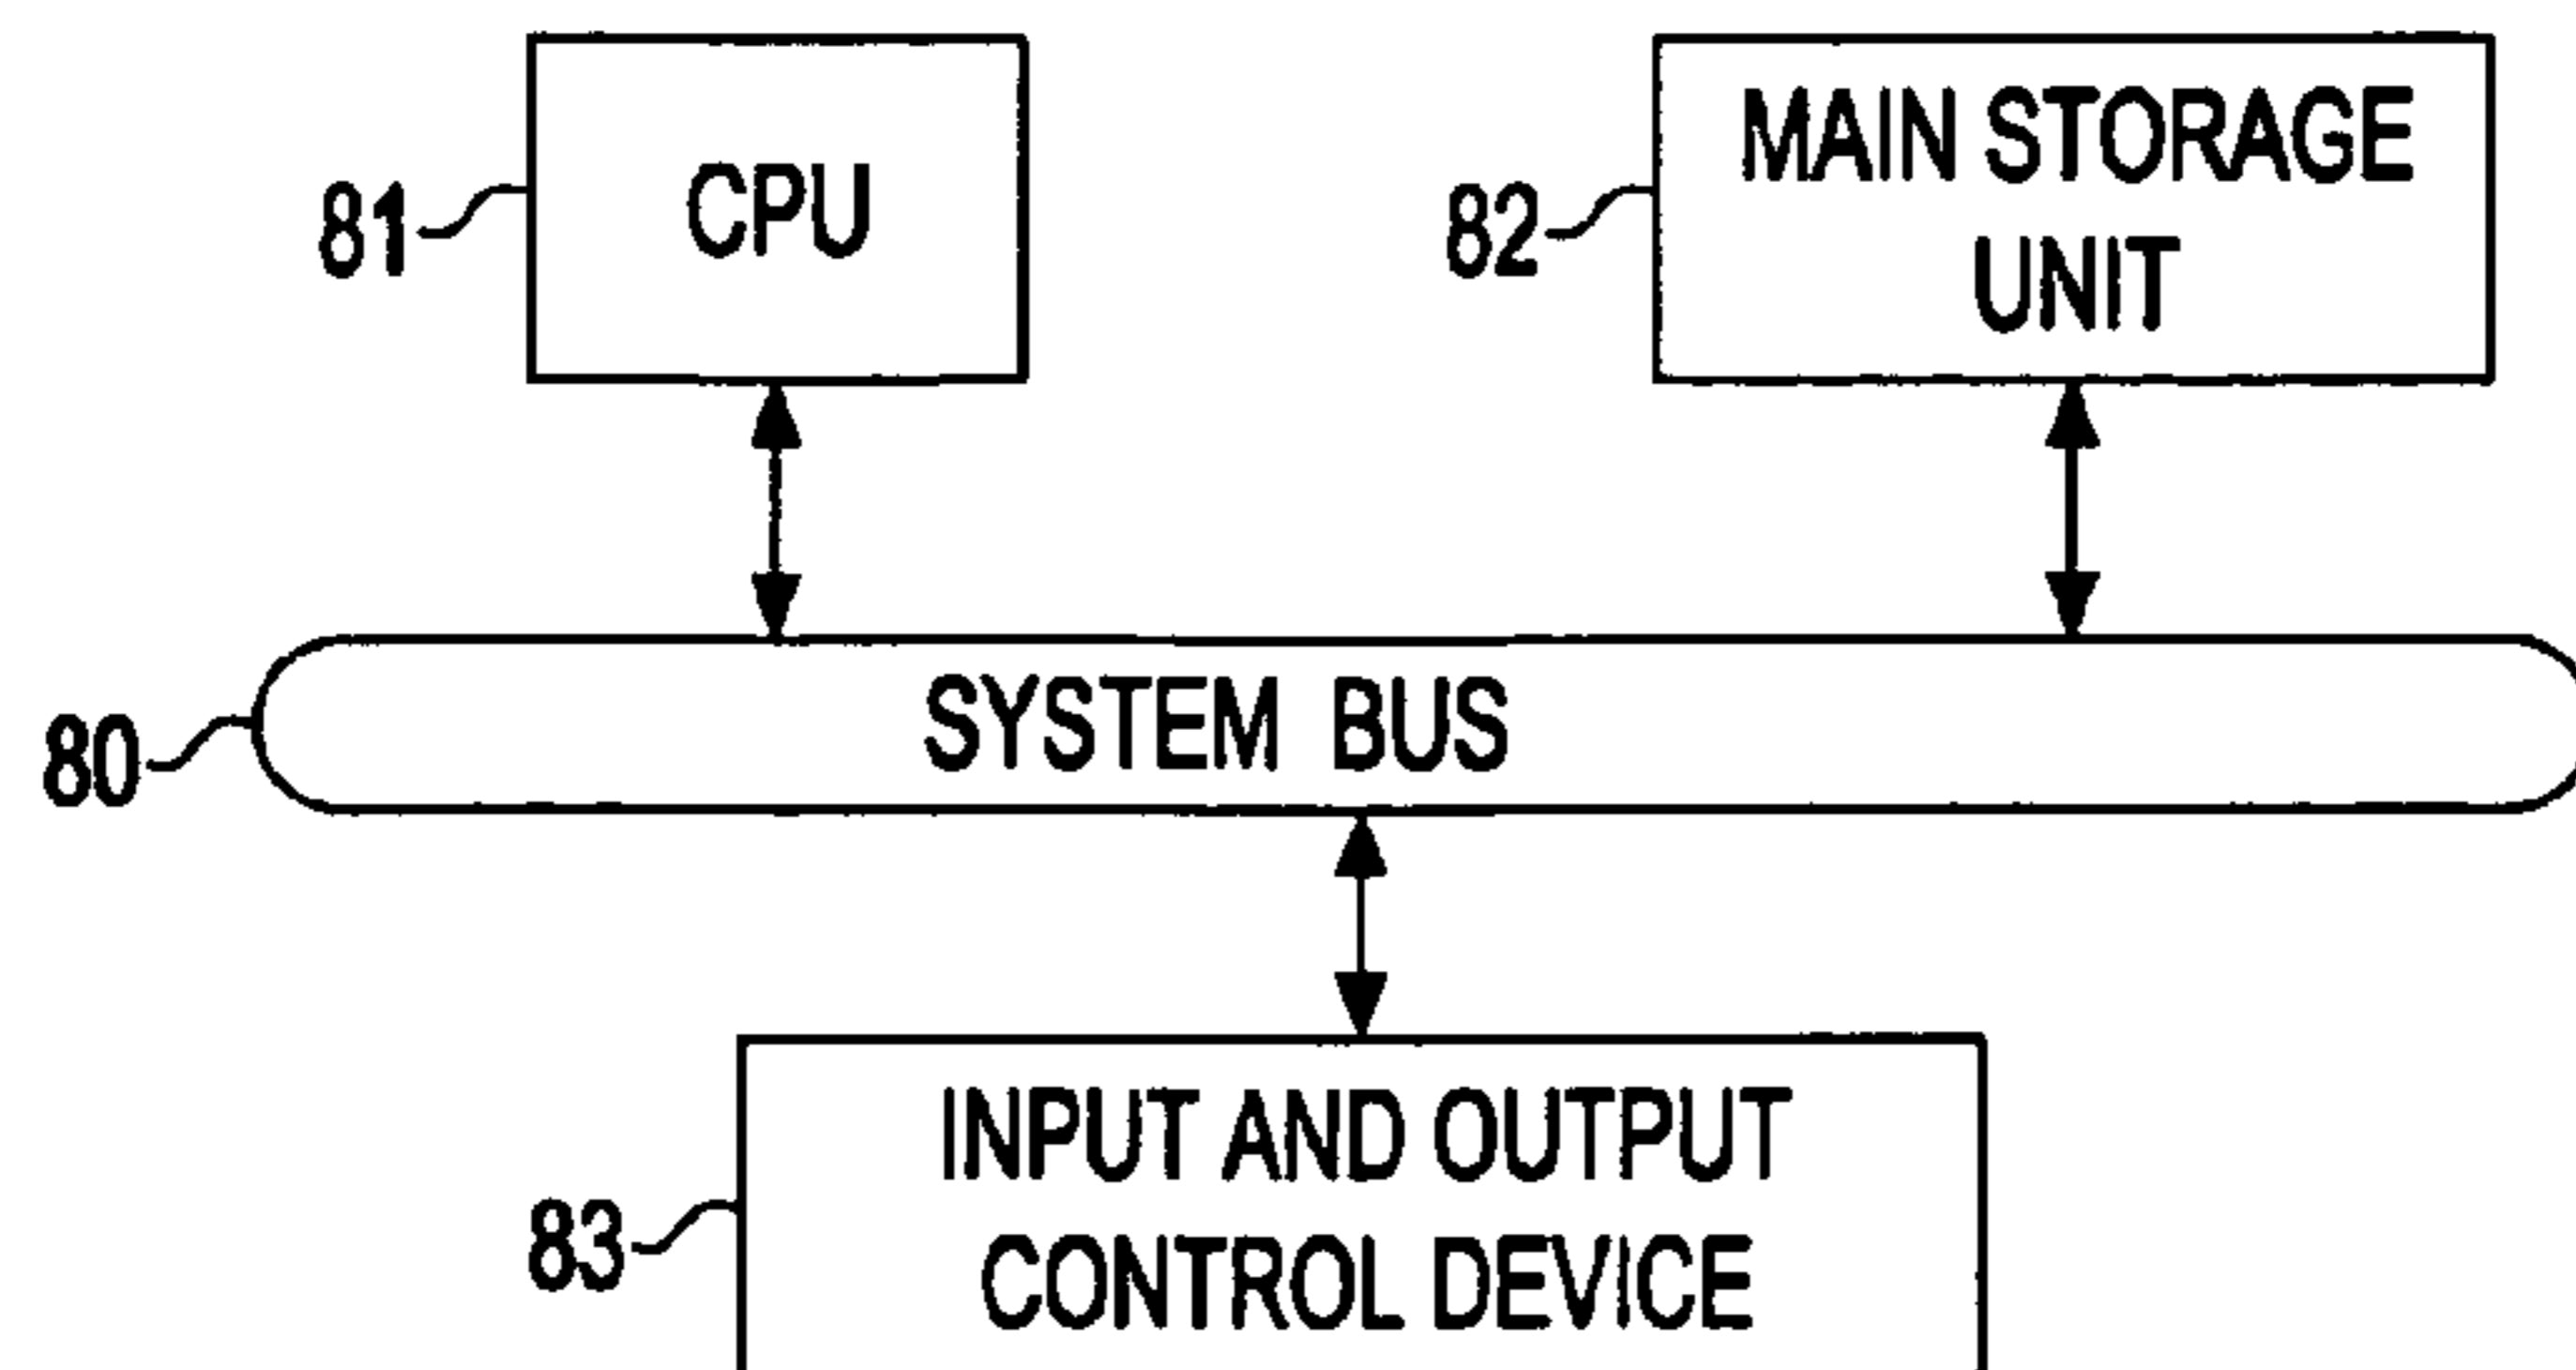 81
CPU
82
MAIN STORAGE
UNIT
80
SYSTEM BUS
83
INPUT AND OUTPUT
CONTROL DEVICE